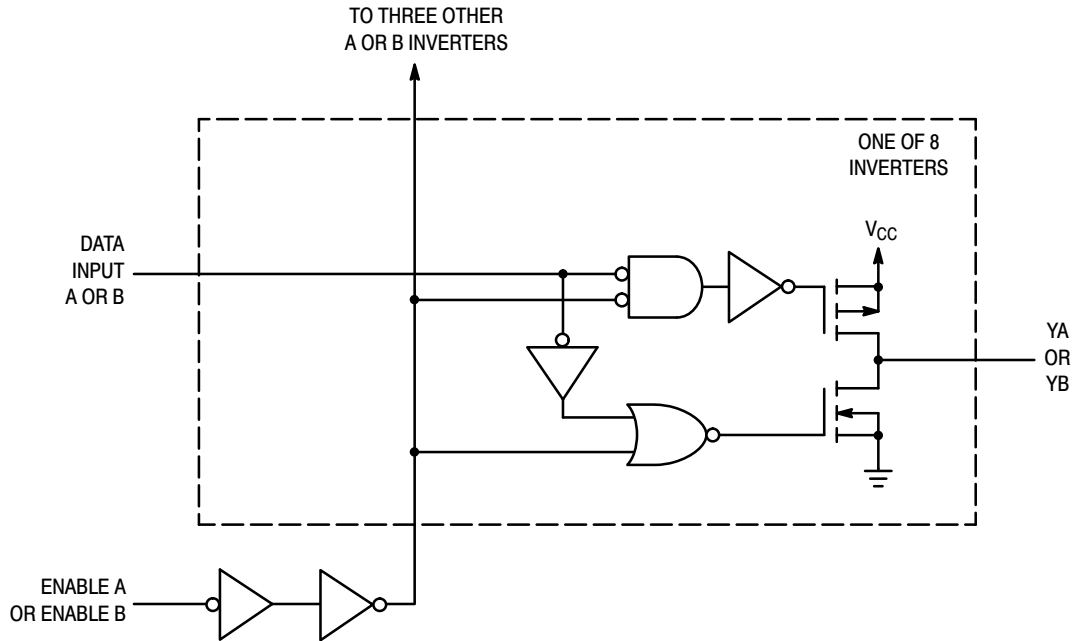 TO THREE OTHER
A OR B INVERTERS
ONE OF 8
INVERTERS
DATA
INPUT
A OR B
VCC
YA
OR
YB
ENABLE A
OR ENABLE B